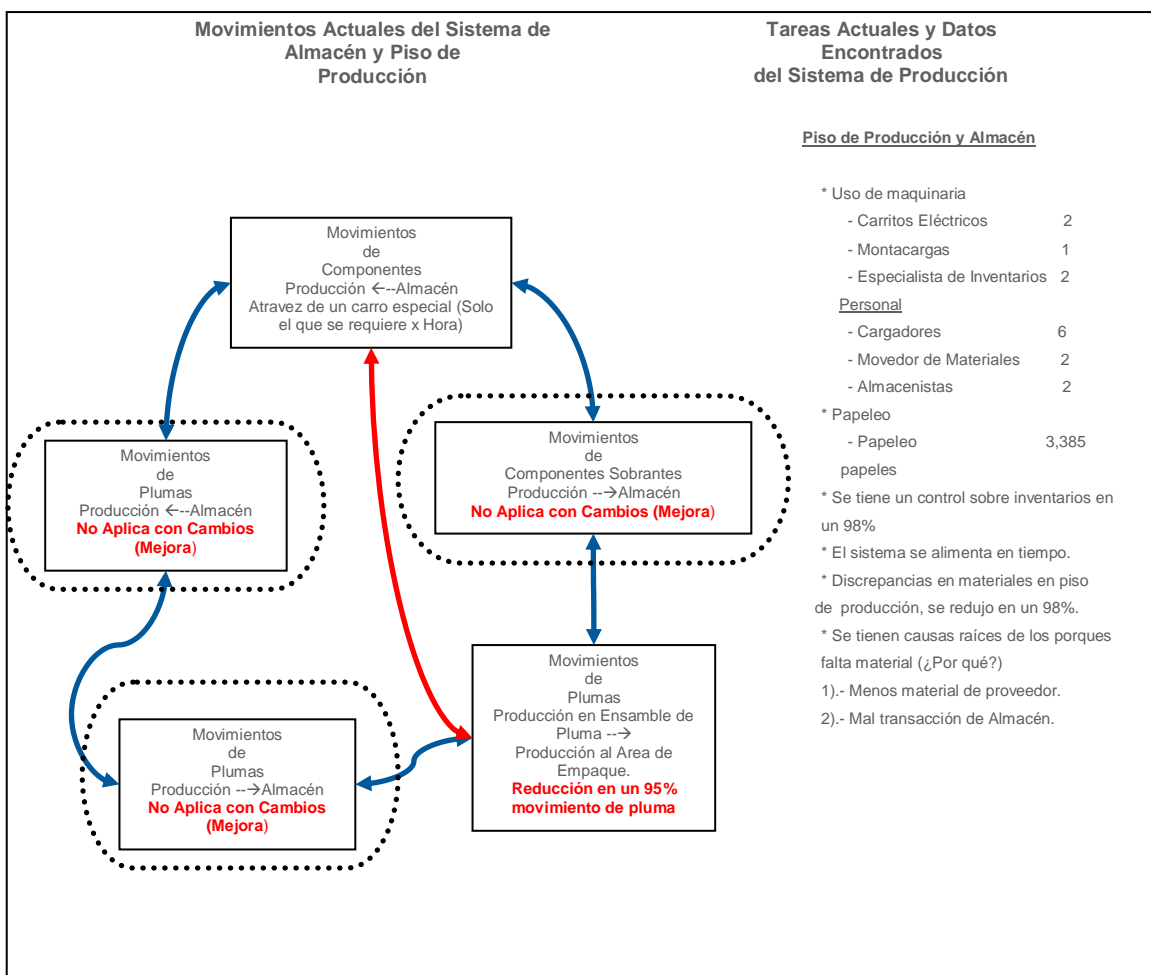 Movimientos Actuales del Sistema de
Almacén y Piso de
Producción
Tareas Actuales y Datos
Encontrados
del Sistema de Producción
Piso de Producción y Almacén
* Uso de maquinaria
- Carritos Eléctricos 2
- Montacargas 1
- Especialista de Inventarios 2
Personal
- Cargadores 6
- Movedor de Materiales 2
- Almacenistas 2
* Papeleo
- Papeleo 3,385
papeles
* Se tiene un control sobre inventarios en
un 98%
* El sistema se alimenta en tiempo.
* Discrepancias en materiales en piso
de producción, se redujo en un 98%.
* Se tienen causas raíces de los porques
falta material (¿Por qué?)
1).- Menos material de proveedor.
2).- Mal transacción de Almacén.
Movimientos
de
Componentes
Producción ←--Almacén
Atravez de un carro especial (Solo
el que se requiere x Hora)
Movimientos
de
Plumas
Producción ←--Almacén
No Aplica con Cambios
(Mejora)
Movimientos
de
Componentes Sobrantes
Producción --→Almacén
No Aplica con Cambios (Mejora)
Movimientos
de
Plumas
Producción --→Almacén
No Aplica con Cambios
(Mejora)
Movimientos
de
Plumas
Producción en Ensamble de
Pluma --→
Producción al Area de
Empaque.
Reducción en un 95%
movimiento de pluma